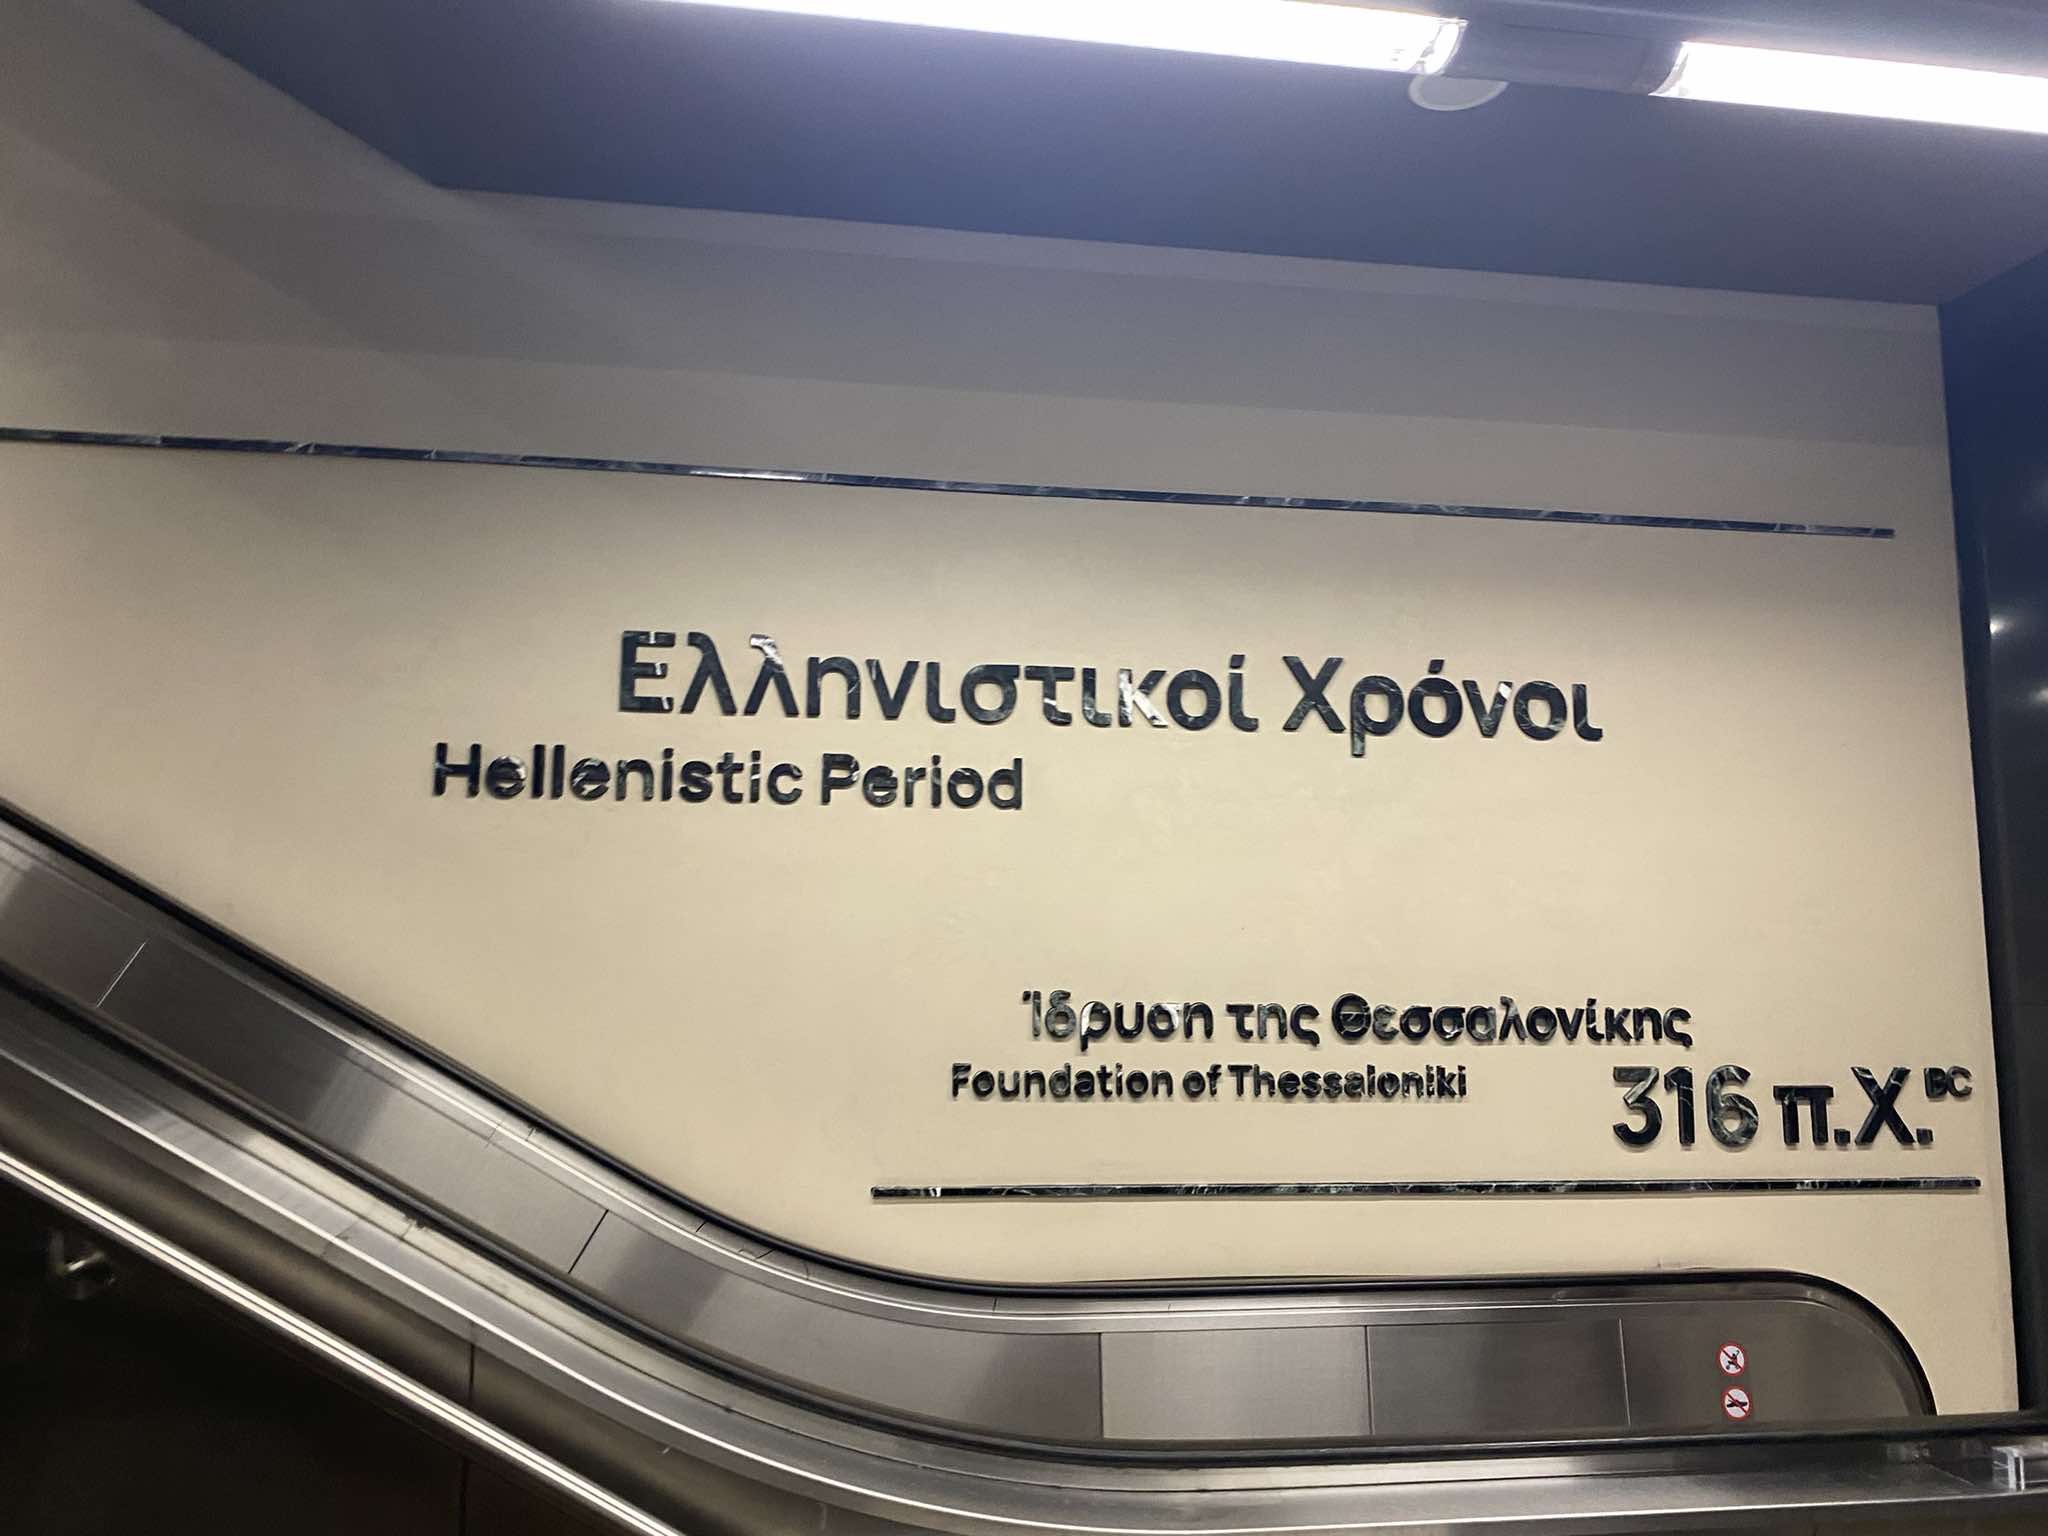 Ελληνιστικοί Χρόνοι
Hellenistic Period
Ίδρυση της Θεσσαλονίκης
Foundation of Thessaloniki
316 π.Χ. BC